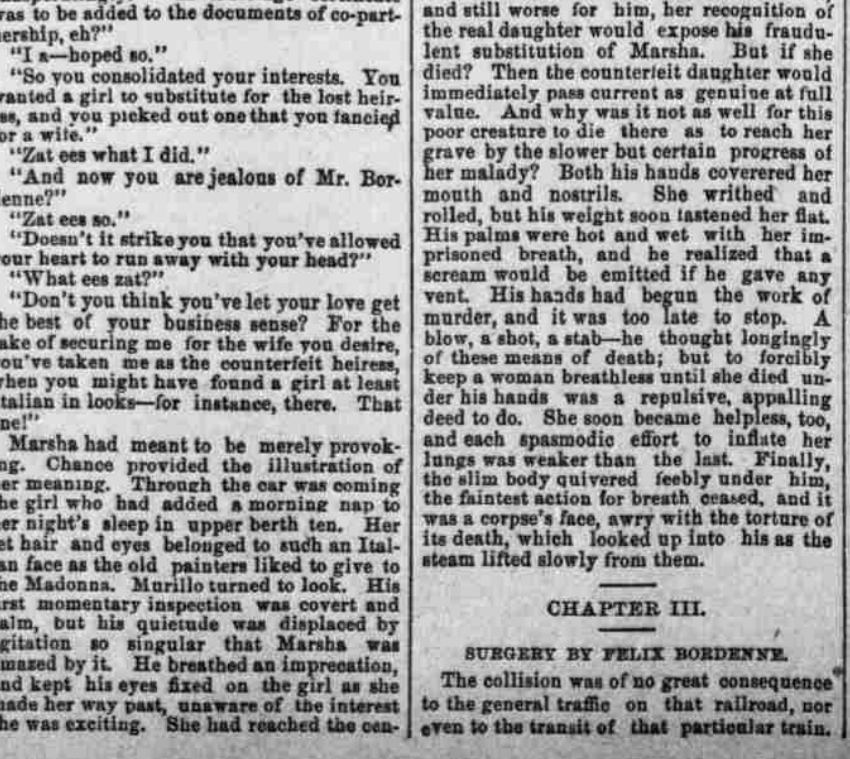 was to be added to the documents of co-part-
nership, eh?"
"I a—hoped so."
"So you consolidated your interests. You
wanted a girl to substitute for the lost heir-
ess, and you picked out one that you fancied
for a wife."
"Zat ees what I did."
"And now you are jealous of Mr. Bor-
denne?"
"Zat ees so."
"Doesn't it strike you that you've allowed
your heart to run away with your head?"
"What ees zat?"
"Don't you think you've let your love get
the best of your business sense? For the
sake of securing me for the wife you desire,
you've taken me as the counterfeit heiress,
when you might have found a girl at least
Italian in looks—for instance, there. That
one!"
Marsha had meant to be merely provok-
ing. Chance provided the illustration of
her meaning. Through the car was coming
the girl who had added a morning nap to
her night's sleep in upper berth ten. Her
jet hair and eyes belonged to such an Ital-
ian face as the old painters liked to give to
the Madonna. Murillo turned to look. His
first momentary inspection was covert and
calm, but his quietude was displaced by
agitation so singular that Marsha was
amazed by it. He breathed an imprecation,
and kept his eyes fixed on the girl as she
made her way past, unaware of the interest
she was exciting. She had reached the cen-
and still worse for him, her recognition of
the real daughter would expose his fraudu-
lent substitution of Marsha. But if she
died? Then the counterfeit daughter would
immediately pass current as genuine at full
value. And why was it not as well for this
poor creature to die there as to reach her
grave by the slower but certain progress of
her malady? Both his hands coverered her
mouth and nostrils. She writhed and
rolled, but his weight soon fastened her flat.
His palms were hot and wet with her im-
prisoned breath, and he realized that a
scream would be emitted if he gave any
vent. His hands had begun the work of
murder, and it was too late to stop. A
blow, a shot, a stab—he thought longingly
of these means of death; but to forcibly
keep a woman breathless until she died un-
der his hands was a repulsive, appalling
deed to do. She soon became helpless, too,
and each spasmodic effort to inflate her
lungs was weaker than the last. Finally,
the slim body quivered feebly under him,
the faintest action for breath ceased, and it
was a corpse's face, awry with the torture of
its death, which looked up into his as the
steam lifted slowly from them.
CHAPTER III.
SURGERY BY FELIX BORDENNE.
The collision was of no great consequence
to the general traffic on that railroad, nor
even to the transit of that particular train.